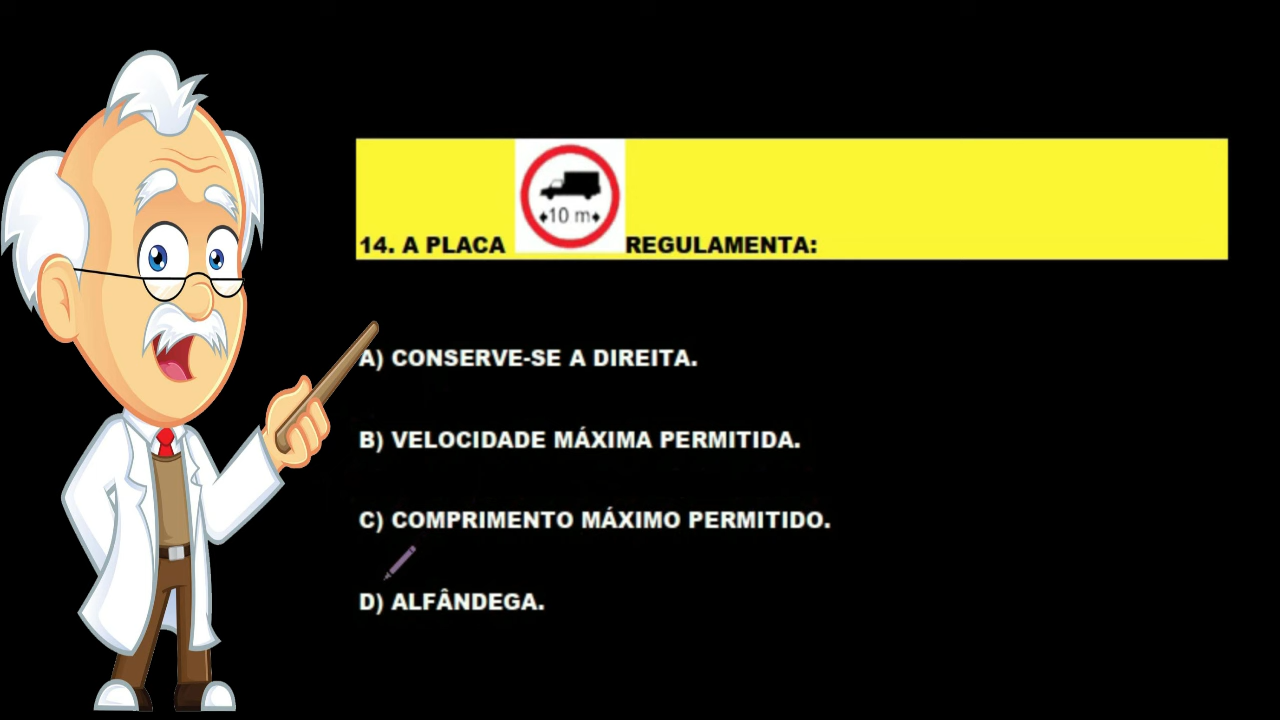 10 m
14. A PLACA REGULAMENTA:
A) CONSERVE-SE A DIREITA.
B) VELOCIDADE MÁXIMA PERMITIDA.
C) COMPRIMENTO MÁXIMO PERMITIDO.
D) ALFÂNDEGA.